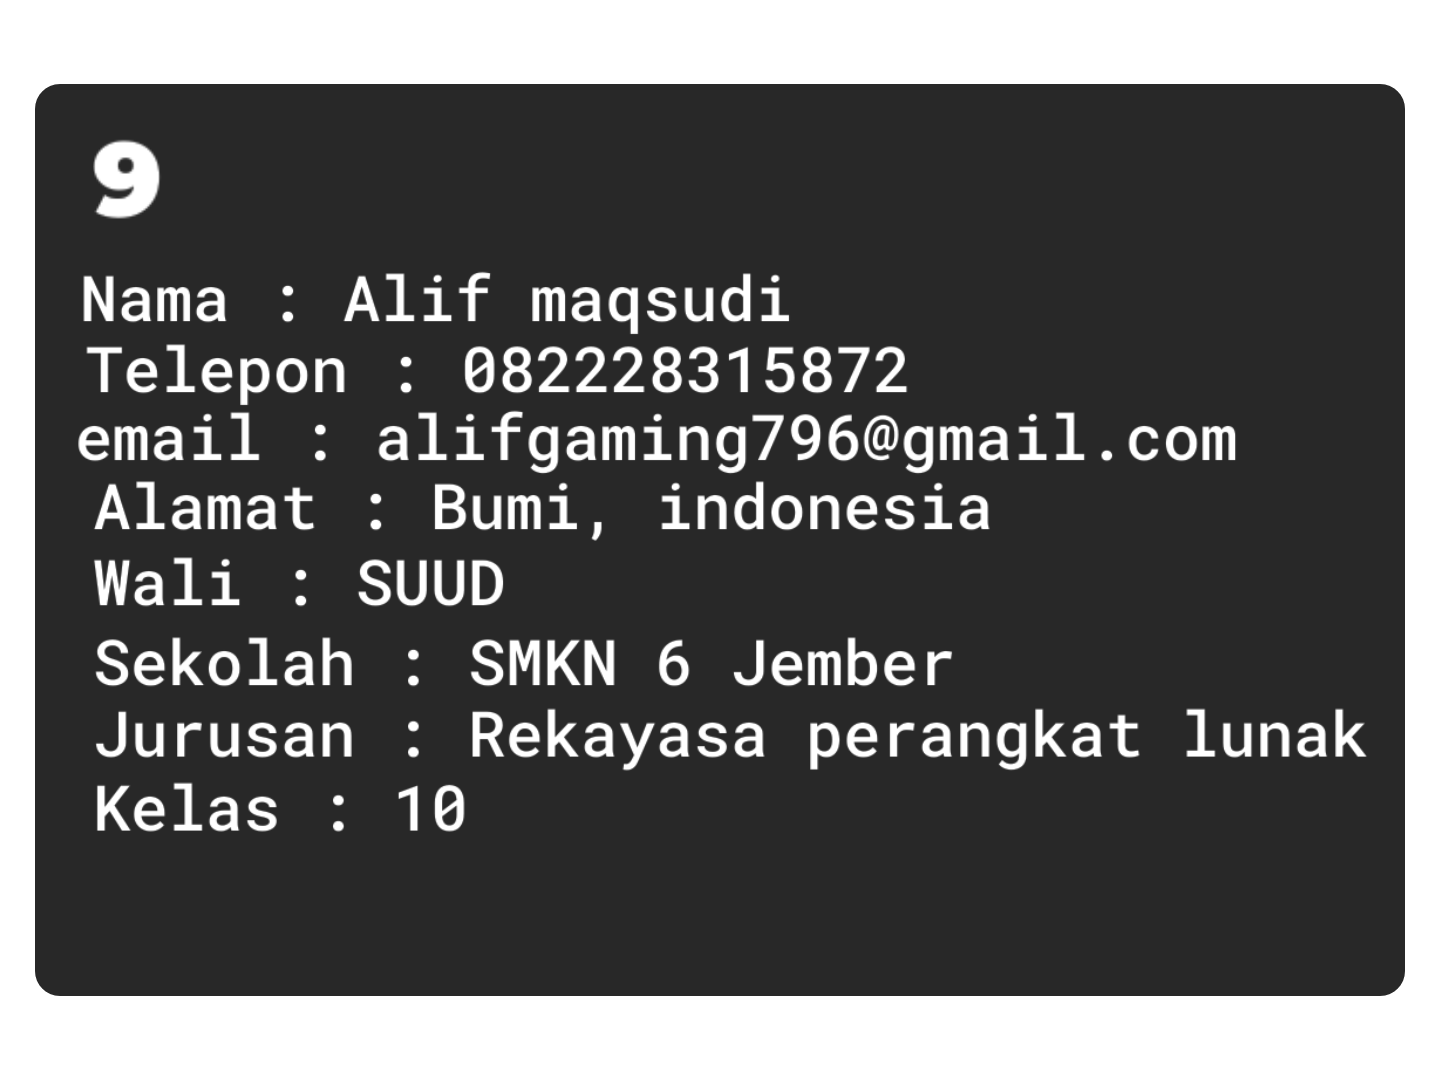 9
Nama : Alif maqsudi
Telepon : 082228315872
email : alifgaming796@gmail.com
Alamat : Bumi, indonesia
Wali : SUUD
Sekolah : SMKN 6 Jember
Jurusan : Rekayasa perangkat lunak
Kelas : 10